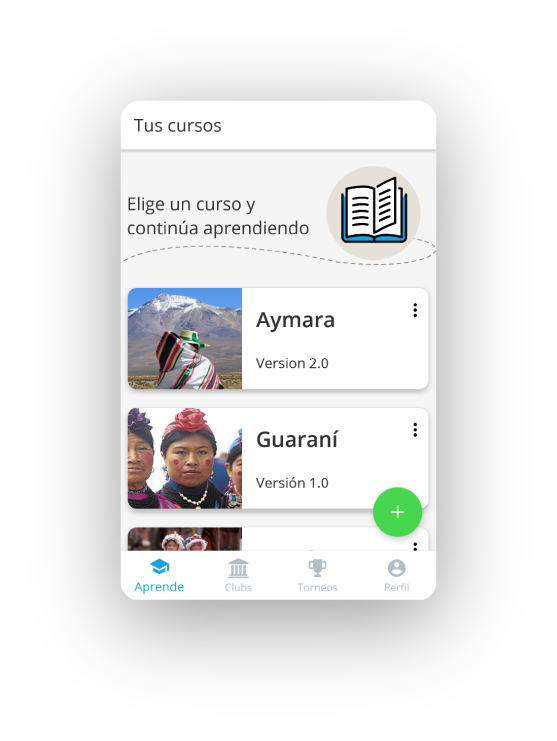 Tus cursos
Elige un curso y
continúa aprendiendo
Aymara
Version 2.0
Guaraní
Versión 1.0
+
Aprende
Clubs
Torneos
Perfil